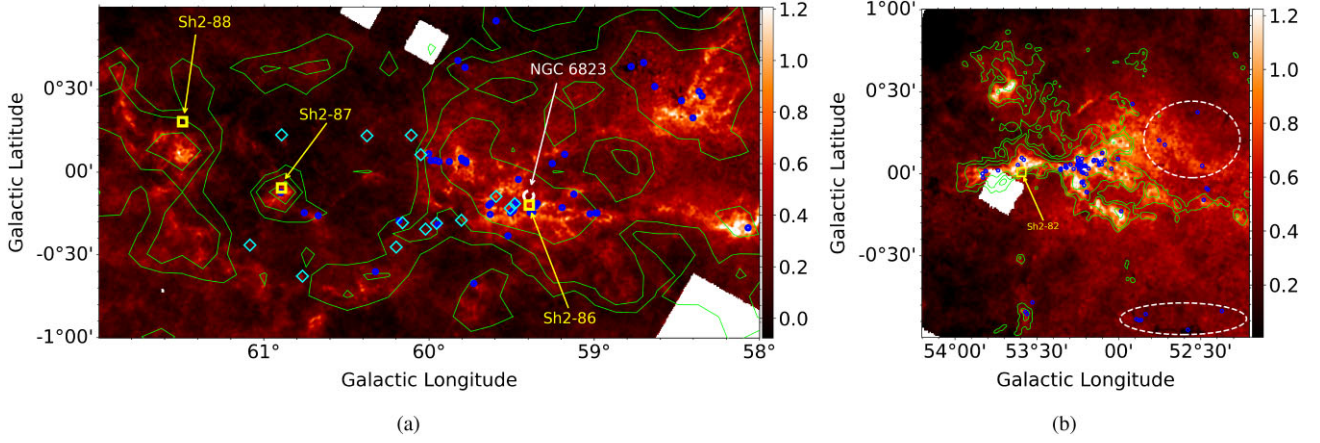 Sh2-88
Sh2-87
NGC 6823
Sh2-86
0°30'
0°00'
-0°30'
-1°00'
Galactic Latitude
61°
60°
59°
58°
Galactic Longitude
1.2
1.0
0.8
0.6
0.4
0.2
0.0
(a)
1°00'
0°30'
0°00'
-0°30'
Galactic Latitude
Sh2-82
54°00'
53°30'
00'
52°30'
Galactic Longitude
1.2
1.0
0.8
0.6
0.4
0.2
(b)